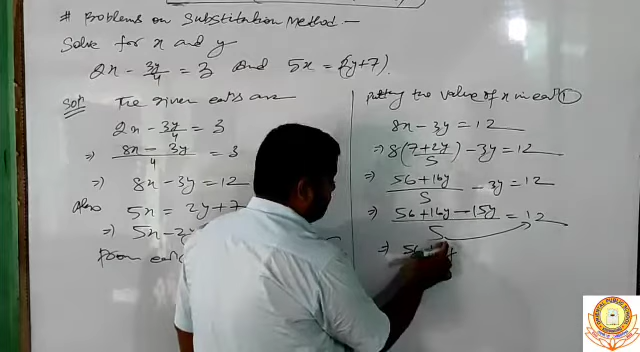 # Problems on Substitution Method :-
Solve for x and y
2x - 3y/4 = 3 and 5x = 2y+7).
Soln The given eqns are
2x - 3y/4 = 3
=> 8x - 3y/4 = 3
=> 8x - 3y = 12
Also 5x = 2y + 7
=> 5x - 2y
From eqn
putting the value of x in eqn ①
8x - 3y = 12
=> 8(7+2y/5) - 3y = 12
=> 56+16y/5 - 3y = 12
=> 56+16y-15y/5 = 12
=> 56 + y